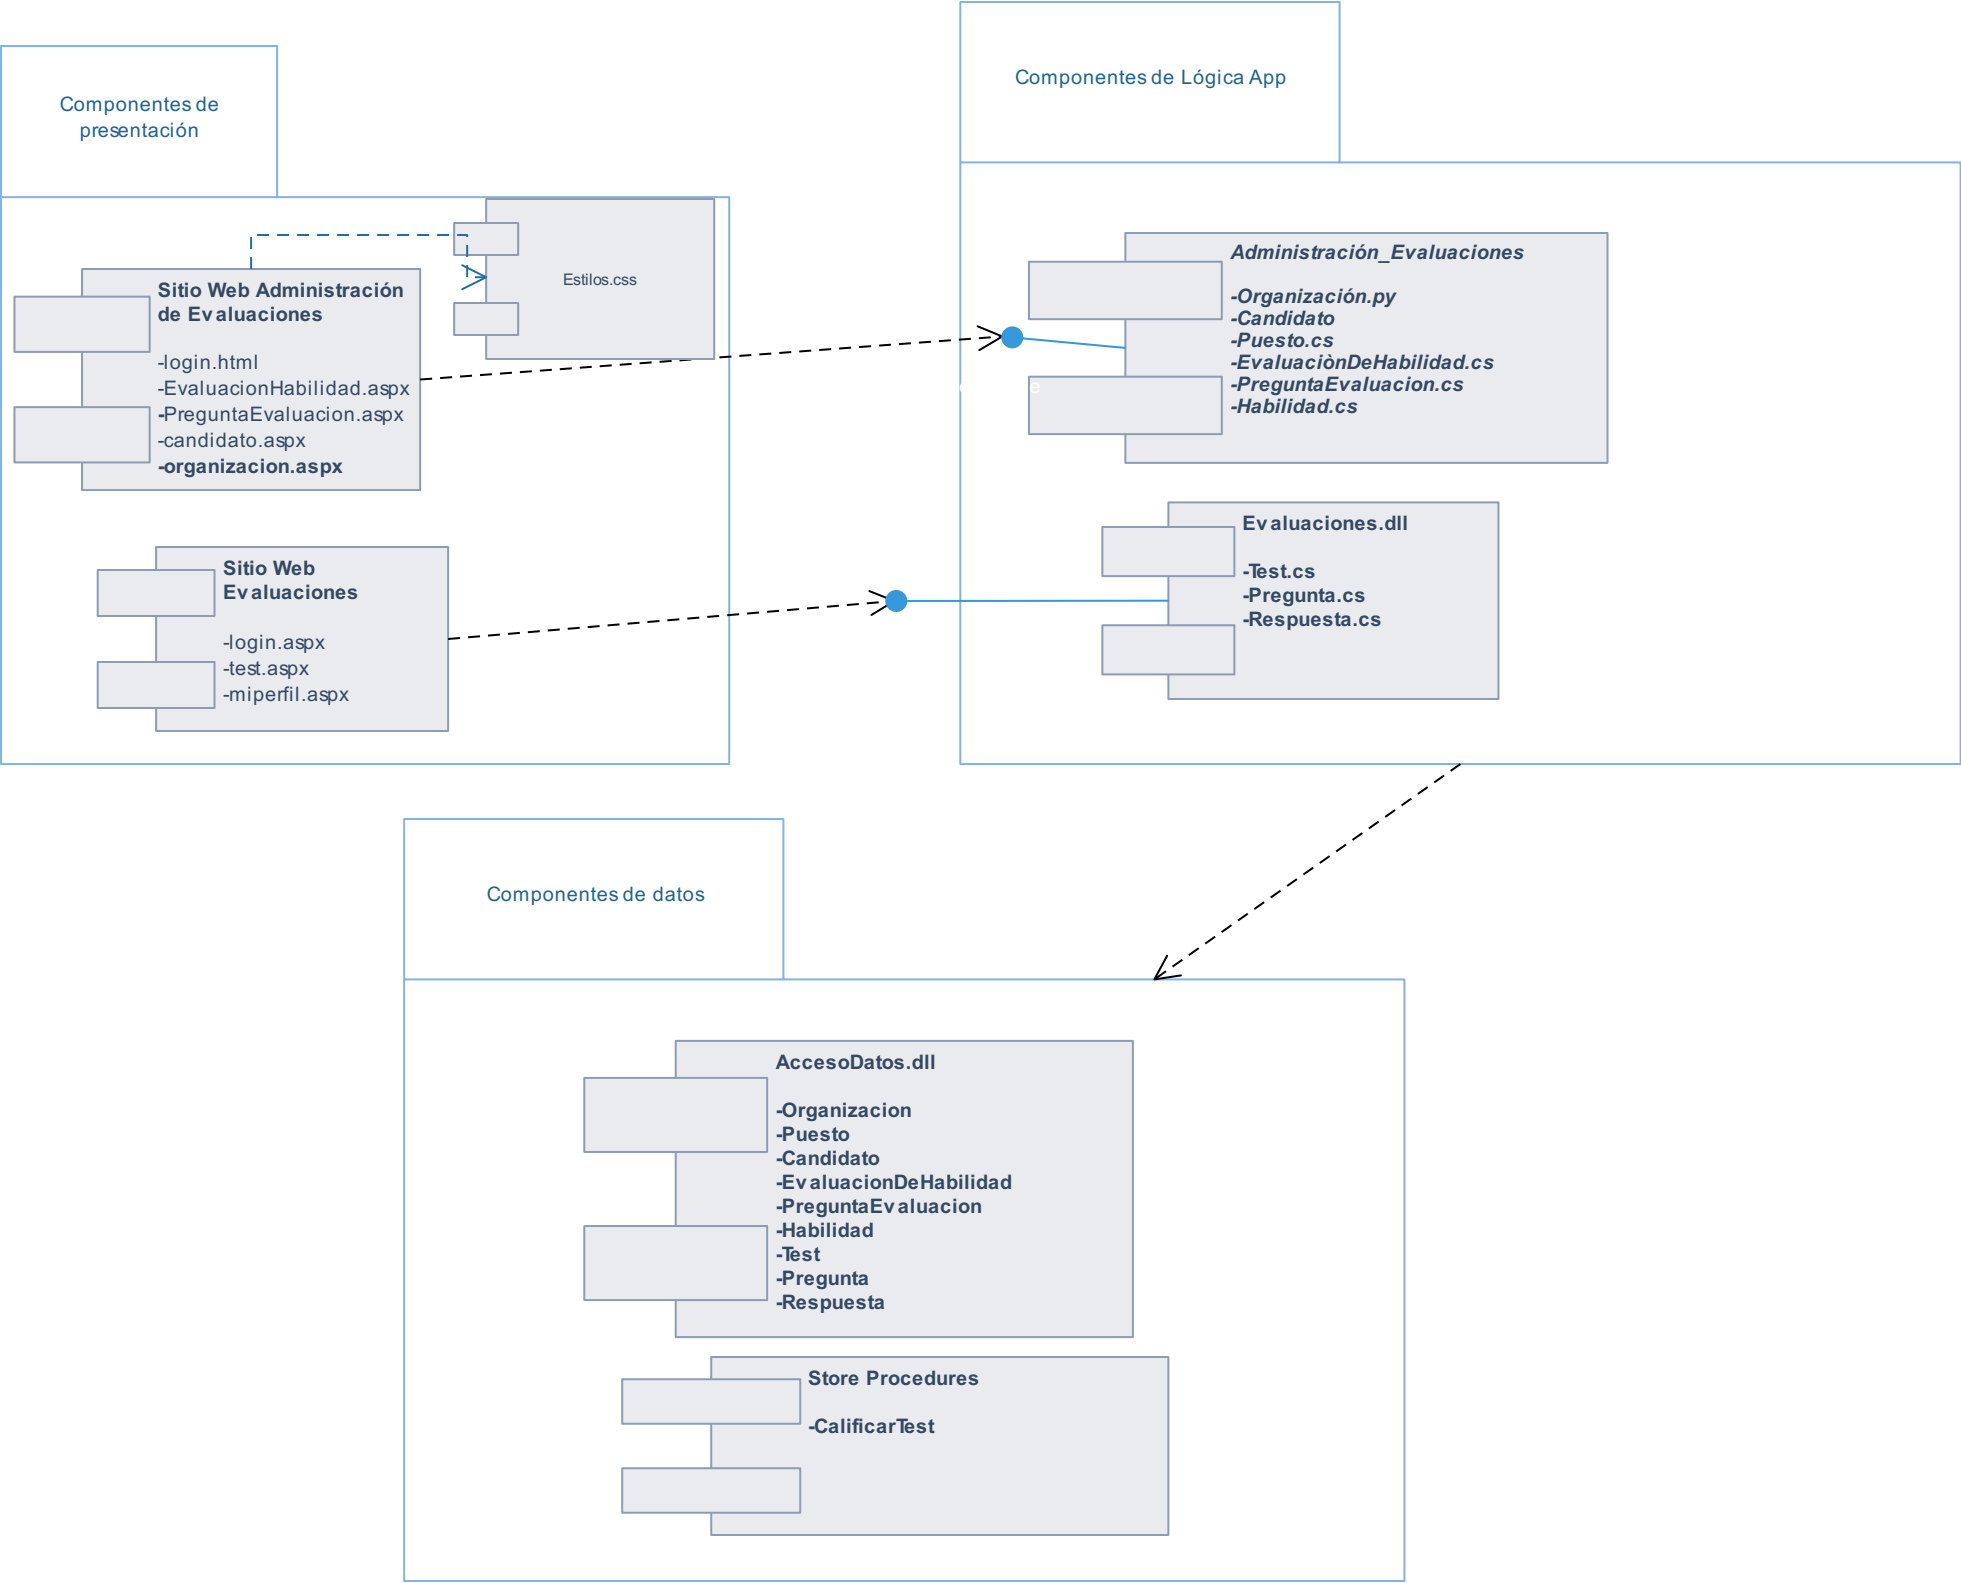 Componentes de
presentación
Estilos.css
Sitio Web Administración
de Evaluaciones
-login.html
-EvaluacionHabilidad.aspx
-PreguntaEvaluacion.aspx
-candidato.aspx
-organizacion.aspx
Sitio Web
Evaluaciones
-login.aspx
-test.aspx
-miperfil.aspx
Componentes de Lógica App
Administración_Evaluaciones
-Organización.py
-Candidato
-Puesto.cs
-EvaluaciònDeHabilidad.cs
-PreguntaEvaluacion.cs
-Habilidad.cs
Evaluaciones.dll
-Test.cs
-Pregunta.cs
-Respuesta.cs
Componentes de datos
AccesoDatos.dll
-Organizacion
-Puesto
-Candidato
-EvaluacionDeHabilidad
-PreguntaEvaluacion
-Habilidad
-Test
-Pregunta
-Respuesta
Store Procedures
-CalificarTest